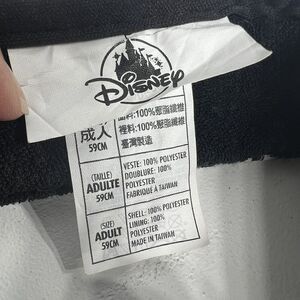 Disney
面料:100%聚脂纖維
成人
裡料:100%聚脂纖維
59CM
臺灣製造
(TAILLE)
ADULTE
59CM
VESTE: 100% POLYESTER
DOUBLURE: 100%
POLYESTER
FABRIQUÉ À TAIWAN
(SIZE)
ADULT
59CM
SHELL: 100% POLYESTER
LINING: 100%
POLYESTER
MADE IN TAIWAN